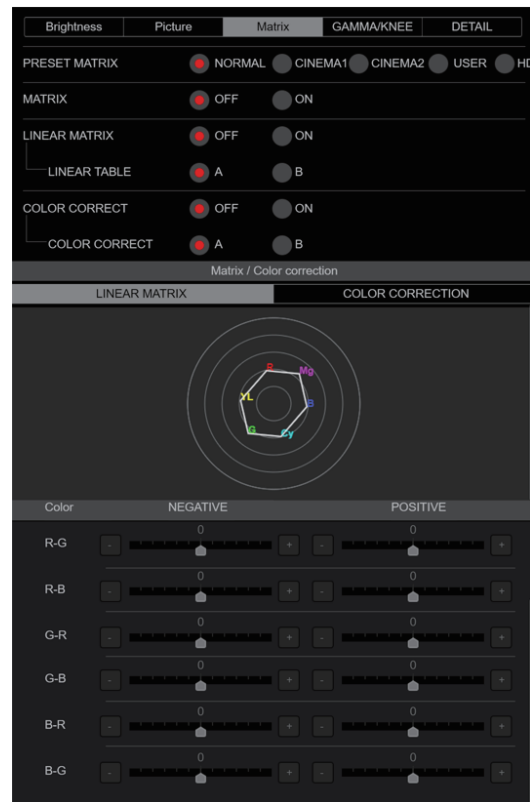 Brightness Picture Matrix GAMMA/KNEE DETAIL
PRESET MATRIX NORMAL CINEMA1 CINEMA2 USER HD
MATRIX OFF ON
LINEAR MATRIX OFF ON
LINEAR TABLE A B
COLOR CORRECT OFF ON
COLOR CORRECT A B
Matrix / Color correction
LINEAR MATRIX COLOR CORRECTION
R Mg
YL B
G Cy
Color NEGATIVE POSITIVE
0 0
R-G - + - +
0 0
R-B - + - +
0 0
G-R - + - +
0 0
G-B - + - +
0 0
B-R - + - +
0 0
B-G - + - +